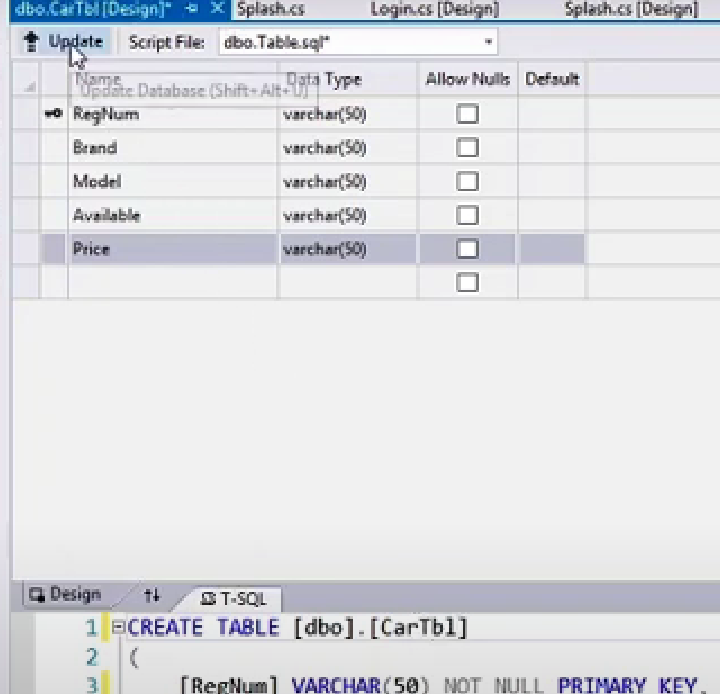 dbo.CarTbl [Design]* Splash.cs Login.cs [Design] Splash.cs [Design]
Update Script File: dbo.Table.sql*
Name Data Type Allow Nulls Default
Update Database (Shift+Alt+U)
RegNum varchar(50)
Brand varchar(50)
Model varchar(50)
Available varchar(50)
Price varchar(50)
Design T-SQL
1 CREATE TABLE [dbo].[CarTbl]
2 (
3 [RegNum] VARCHAR(50) NOT NULL PRIMARY KEY,